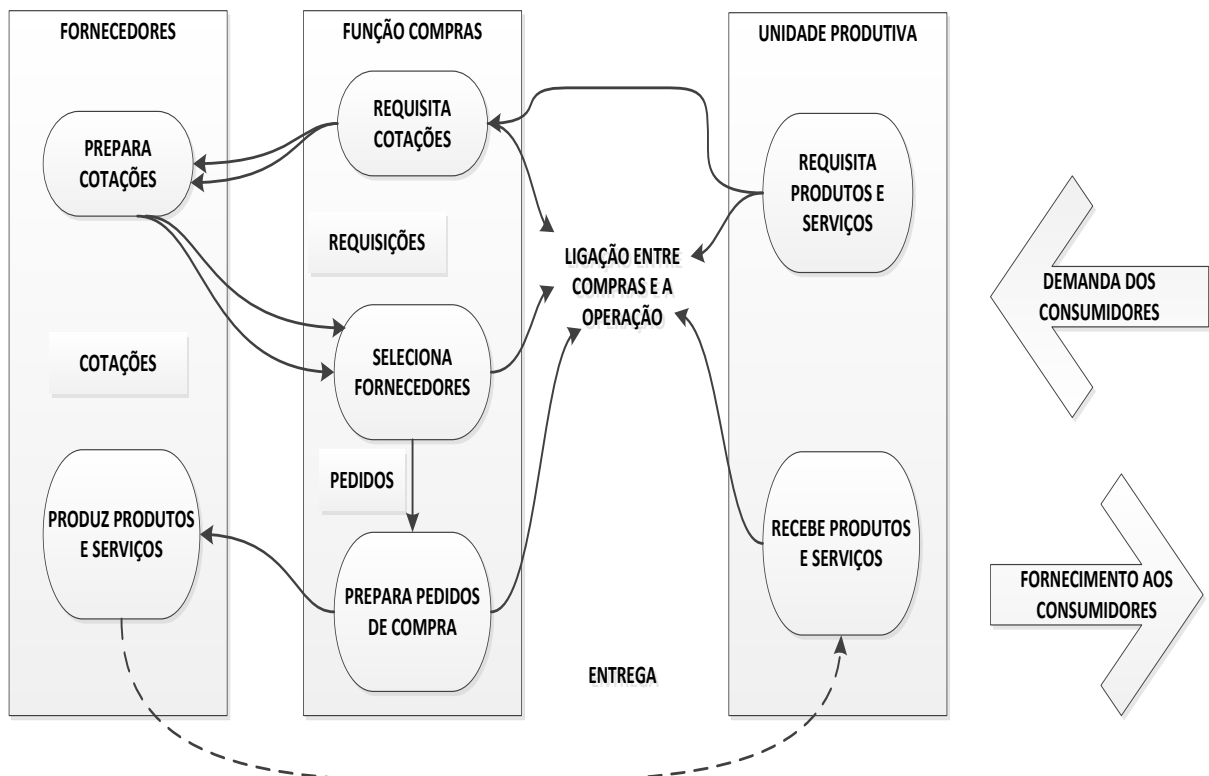 FORNECEDORES
FUNÇÃO COMPRAS
UNIDADE PRODUTIVA
PREPARA
COTAÇÕES
REQUISITA
COTAÇÕES
REQUISITA
PRODUTOS E
SERVIÇOS
REQUISIÇÕES
LIGAÇÃO ENTRE
COMPRAS E A
OPERAÇÃO
DEMANDA DOS
CONSUMIDORES
COTAÇÕES
SELECIONA
FORNECEDORES
PEDIDOS
PRODUZ PRODUTOS
E SERVIÇOS
PREPARA PEDIDOS
DE COMPRA
RECEBE PRODUTOS
E SERVIÇOS
FORNECIMENTO AOS
CONSUMIDORES
ENTREGA